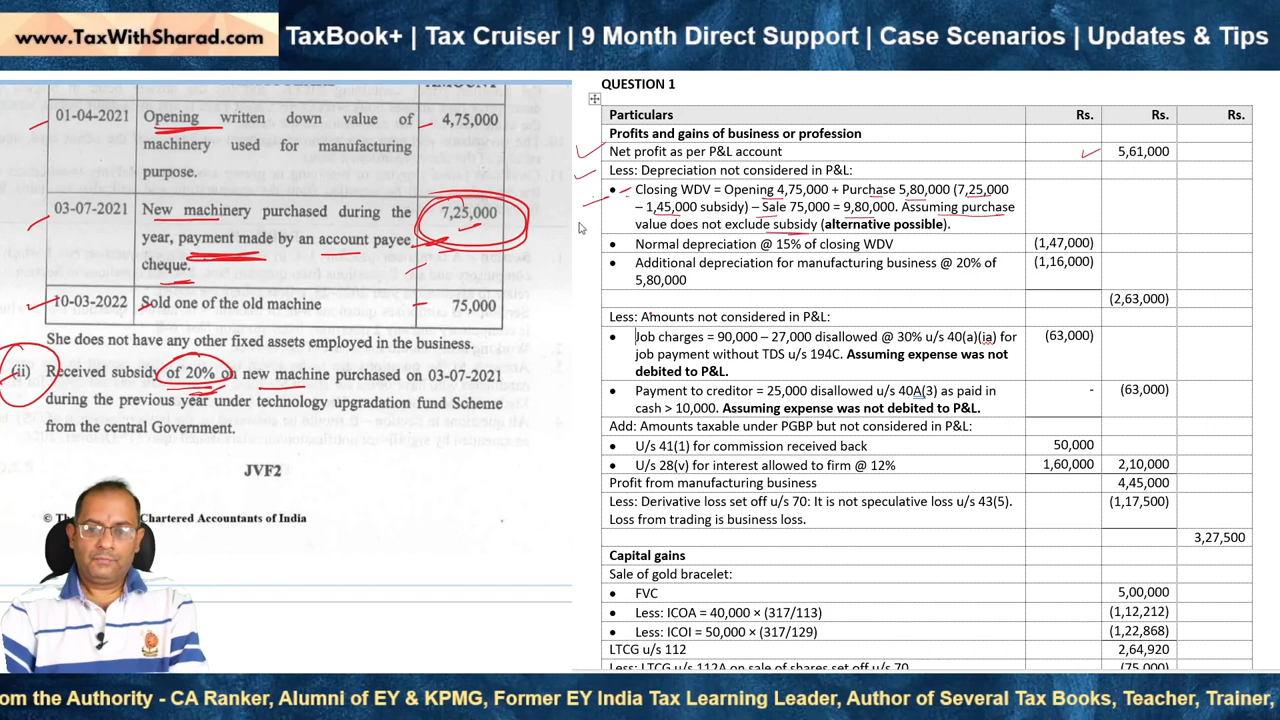 www.TaxWithSharad.com
TaxBook+ | Tax Cruiser | 9 Month Direct Support | Case Scenarios | Updates & Tips
01-04-2021 Opening written down value of 4,75,000
machinery used for manufacturing
purpose.
03-07-2021 New machinery purchased during the 7,25,000
year, payment made by an account payee
cheque.
10-03-2022 Sold one of the old machine 75,000
She does not have any other fixed assets employed in the business.
(ii) Received subsidy of 20% on new machine purchased on 03-07-2021
during the previous year under technology upgradation fund Scheme
from the central Government.
JVF2
Chartered Accountants of India
QUESTION 1
Particulars Rs. Rs. Rs.
Profits and gains of business or profession
Net profit as per P&L account 5,61,000
Less: Depreciation not considered in P&L:
• Closing WDV = Opening 4,75,000 + Purchase 5,80,000 (7,25,000
– 1,45,000 subsidy) – Sale 75,000 = 9,80,000. Assuming purchase
value does not exclude subsidy (alternative possible).
• Normal depreciation @ 15% of closing WDV (1,47,000)
• Additional depreciation for manufacturing business @ 20% of (1,16,000)
5,80,000
(2,63,000)
Less: Amounts not considered in P&L:
• Job charges = 90,000 – 27,000 disallowed @ 30% u/s 40(a)(ia) for (63,000)
job payment without TDS u/s 194C. Assuming expense was not
debited to P&L.
• Payment to creditor = 25,000 disallowed u/s 40A(3) as paid in - (63,000)
cash > 10,000. Assuming expense was not debited to P&L.
Add: Amounts taxable under PGBP but not considered in P&L:
• U/s 41(1) for commission received back 50,000
• U/s 28(v) for interest allowed to firm @ 12% 1,60,000 2,10,000
Profit from manufacturing business 4,45,000
Less: Derivative loss set off u/s 70: It is not speculative loss u/s 43(5). (1,17,500)
Loss from trading is business loss.
3,27,500
Capital gains
Sale of gold bracelet:
• FVC 5,00,000
• Less: ICOA = 40,000 × (317/113) (1,12,212)
• Less: ICOI = 50,000 × (317/129) (1,22,868)
LTCG u/s 112 2,64,920
Less: LTCG u/s 112A on sale of shares set off u/s 70 (75,000)
om the Authority - CA Ranker, Alumni of EY & KPMG, Former EY India Tax Learning Leader, Author of Several Tax Books, Teacher, Trainer,